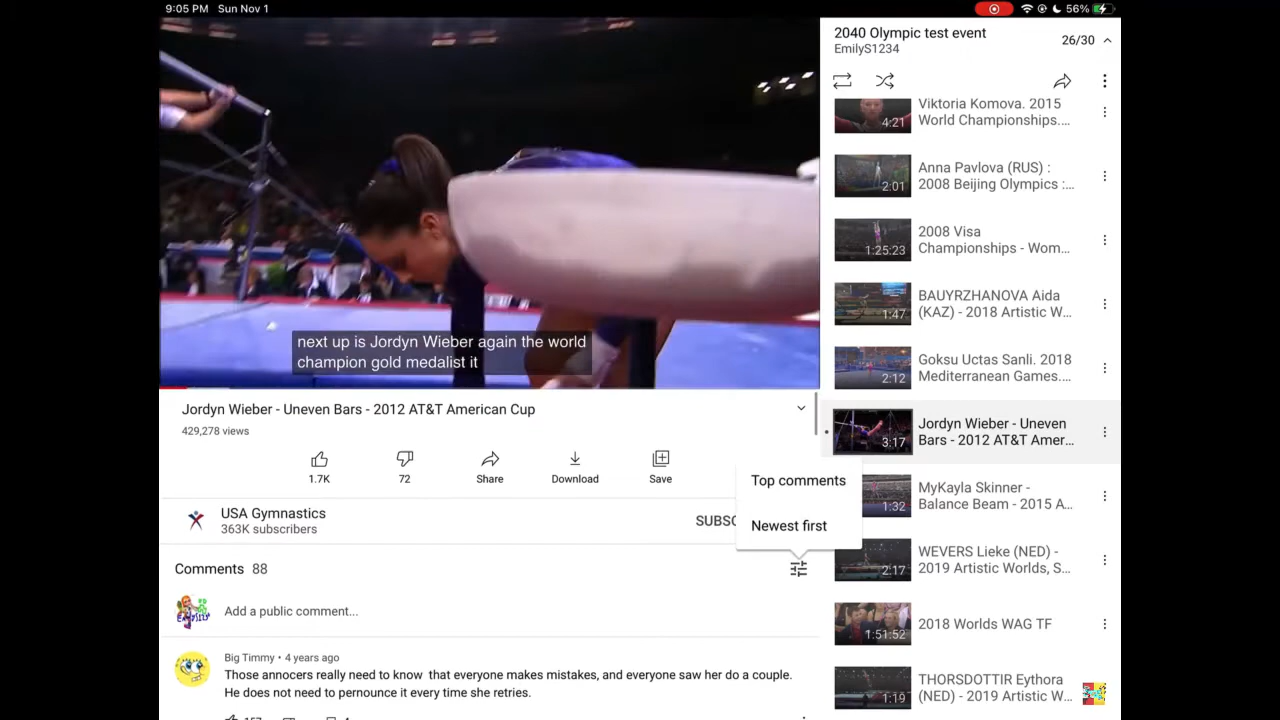 9:05 PM Sun Nov 1
56%
next up is Jordyn Wieber again the world
champion gold medalist it
Jordyn Wieber - Uneven Bars - 2012 AT&T American Cup
429,278 views
1.7K
72
Share
Download
Save
USA Gymnastics
363K subscribers
SUBSC
Top comments
Newest first
Comments 88
Add a public comment...
Big Timmy • 4 years ago
The announcer really need to know that everyone makes mistakes, and everyone saw her do a couple.
He does not need to pernounse it every time she retries.
2040 Olympic test event
EmilyS1234
26/30
Viktoria Komova. 2015
World Championships....
4:21
Anna Pavlova (RUS) :
2008 Beijing Olympics :...
2:01
2008 Visa
Championships - Wom...
1:25:23
BAUYRZHANOVA Aida
(KAZ) - 2018 Artistic W...
1:47
Goksu Uctas Sanli. 2018
Mediterranean Games....
2:12
Jordyn Wieber - Uneven
Bars - 2012 AT&T Amer...
3:17
MyKayla Skinner -
Balance Beam - 2015 A...
1:32
WEVERS Lieke (NED) -
2019 Artistic Worlds, S...
2:17
2018 Worlds WAG TF
1:51:52
THORSDOTTIR Eythora
(NED) - 2019 Artistic W...
1:19